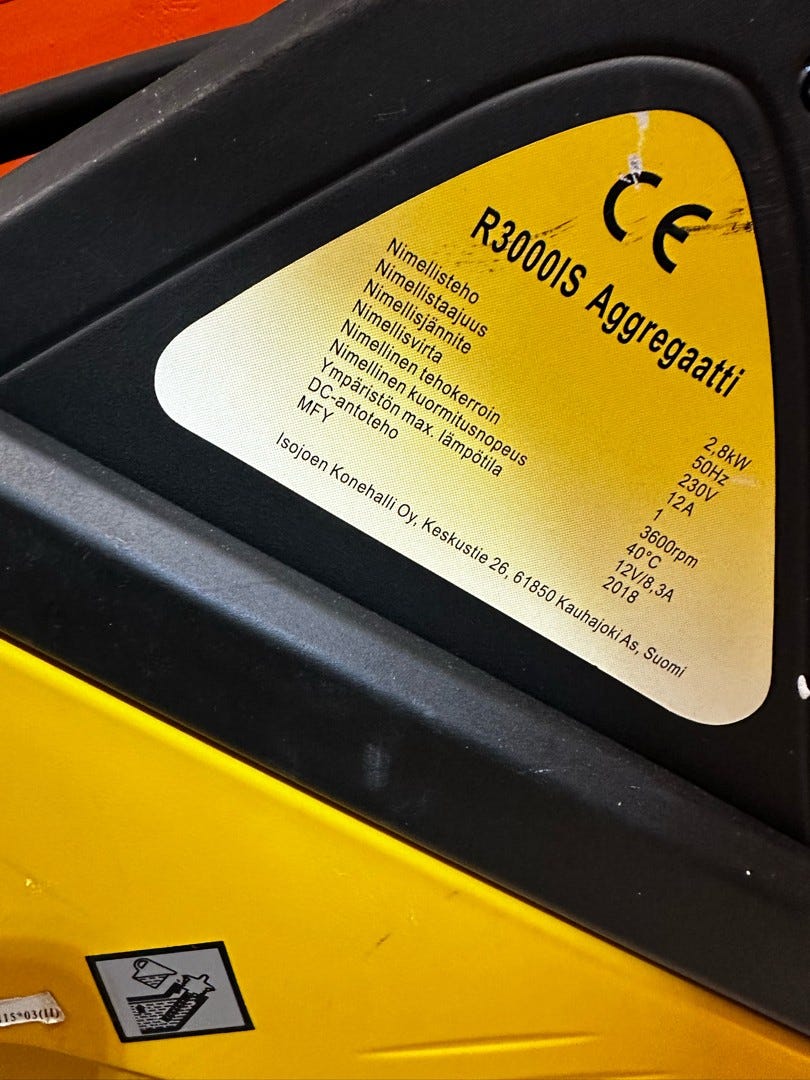 CE
R3000IS Aggregaatti
Nimellisteho 2,8kW
Nimellistaajuus 50Hz
Nimellisjännite 230V
Nimellisvirta 12A
Nimellinen tehokerroin 1
Nimellinen kuormitusnopeus 3600rpm
Ympäristön max. lämpötila 40°C
DC-antoteho 12V/8,3A
MFY 2018
Isojoen Konehalli Oy, Keskustie 26, 61850 Kauhajoki As, Suomi